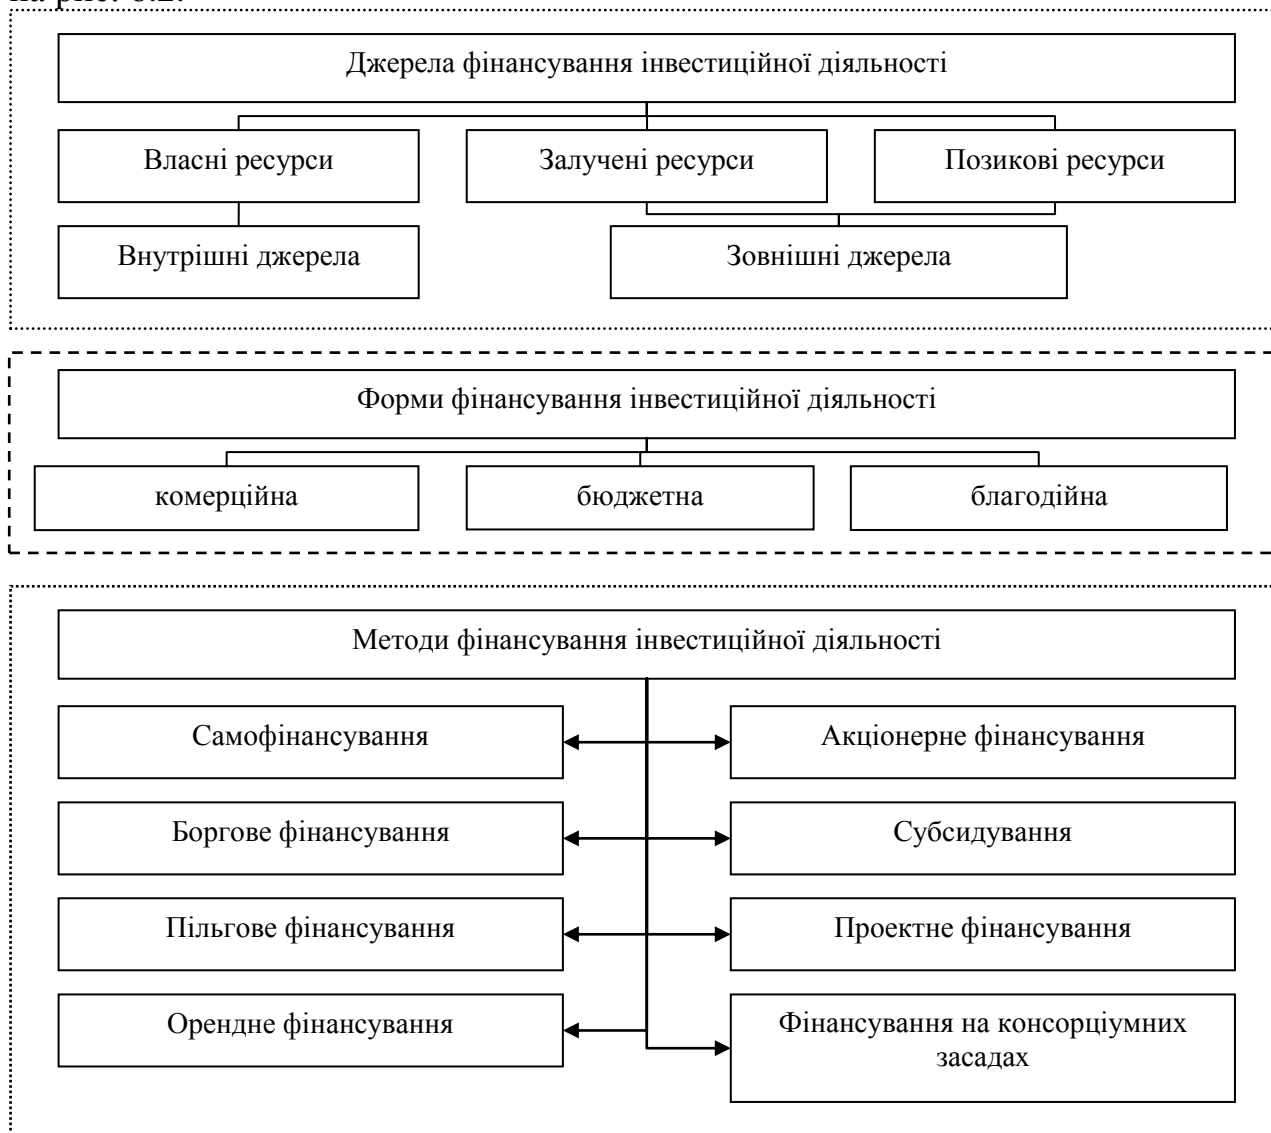 на рис. 6.2.
Джерела фінансування інвестиційної діяльності
Власні ресурси
Залучені ресурси
Позикові ресурси
Внутрішні джерела
Зовнішні джерела
Форми фінансування інвестиційної діяльності
комерційна
бюджетна
благодійна
Методи фінансування інвестиційної діяльності
Самофінансування
Акціонерне фінансування
Боргове фінансування
Субсидування
Пільгове фінансування
Проектне фінансування
Орендне фінансування
Фінансування на консорціумних
засадах